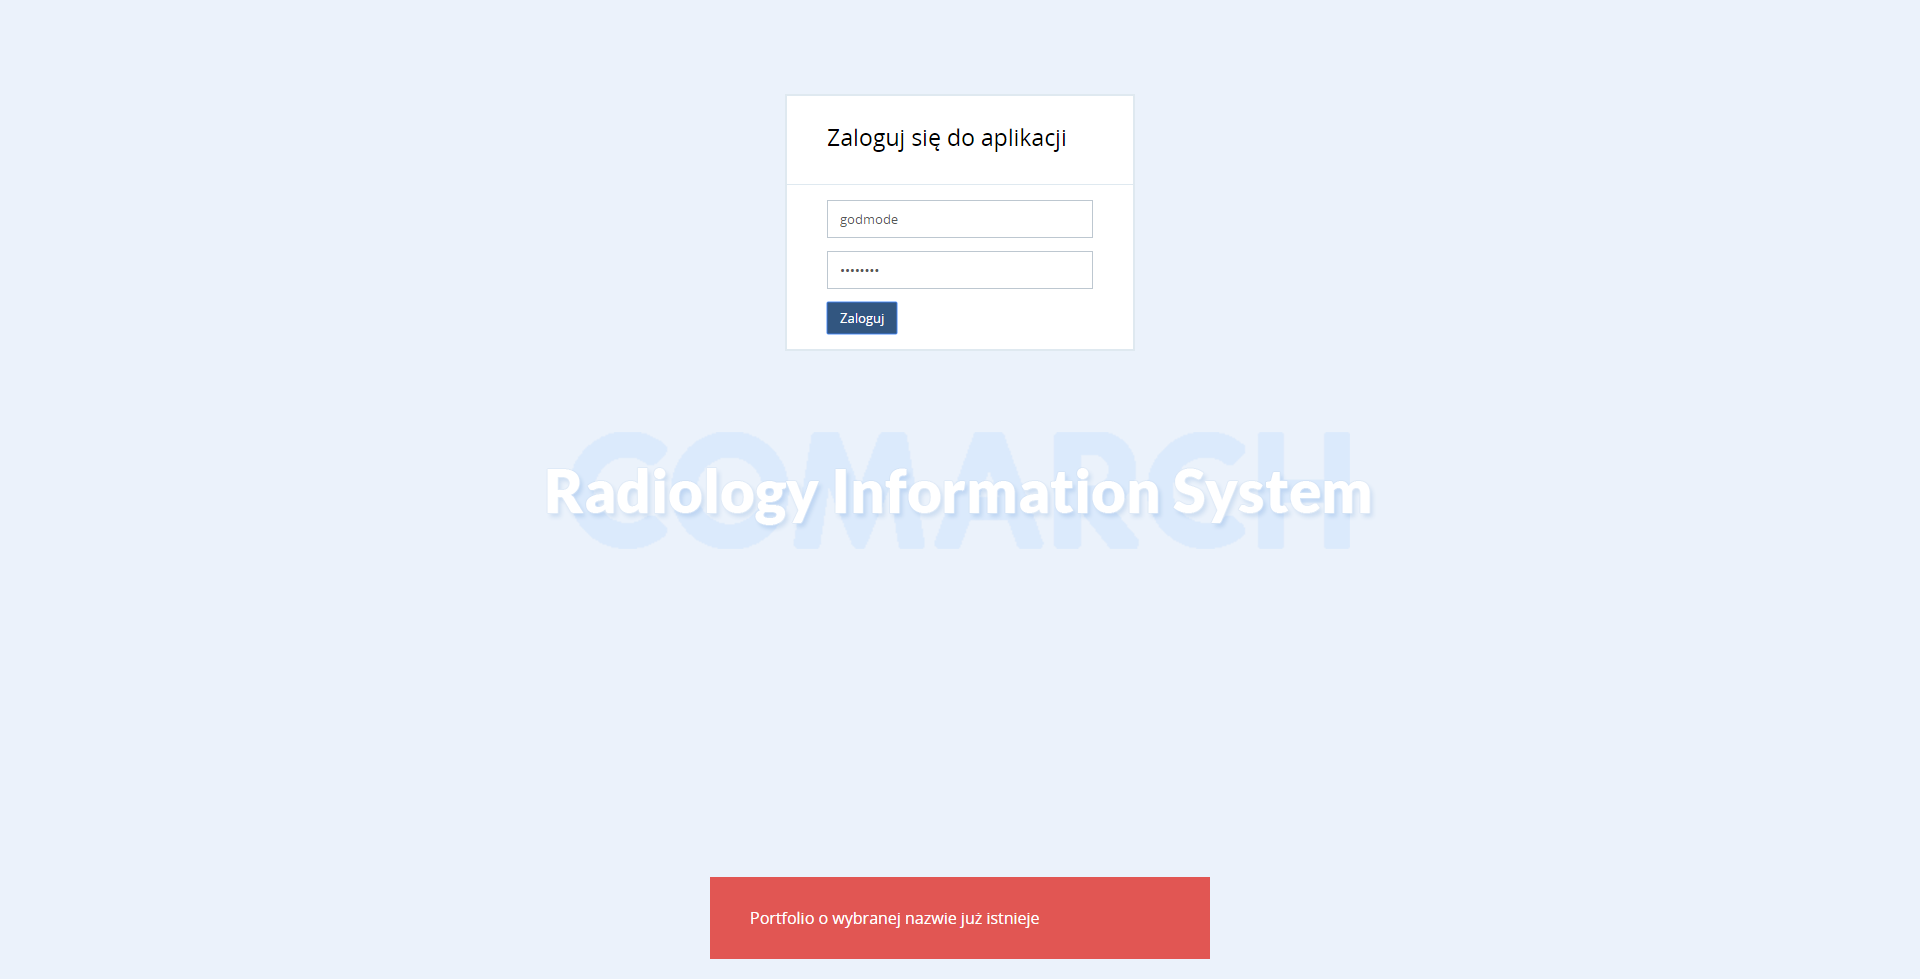 Zaloguj się do aplikacji
godmode
••••••••
Zaloguj
COMARCH
Radiology Information System
Portfolio o wybranej nazwie już istnieje